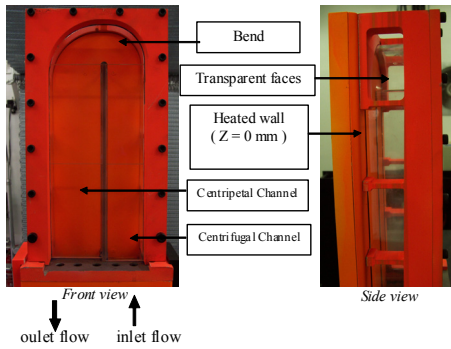 Bend
Transparent faces
Heated wall
( Z = 0 mm )
Centripetal Channel
Centrifugal Channel
Front view
Side view
oulet flow
inlet flow